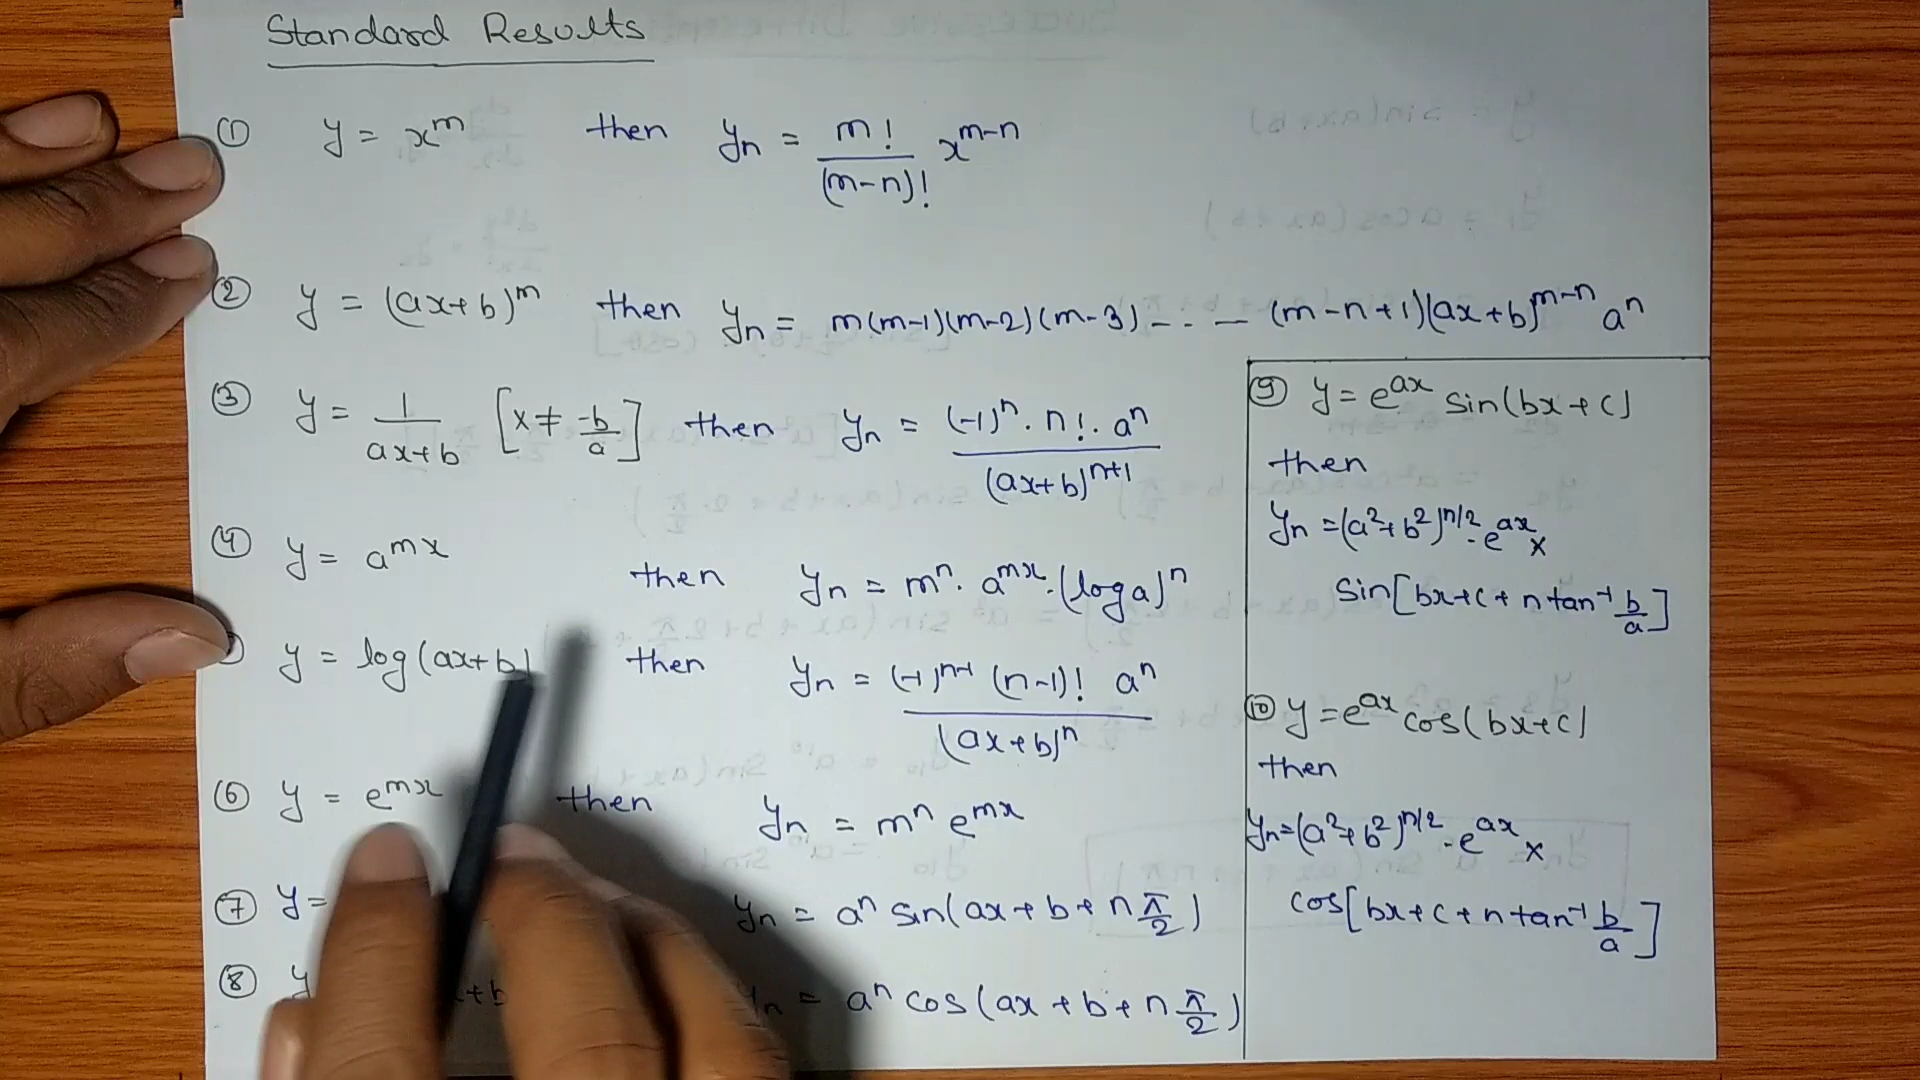 Standard Results
① y = x^m then y_n = m!/(m-n)! x^(m-n)
② y = (ax+b)^m then y_n = m(m-1)(m-2)(m-3)----(m-n+1)(ax+b)^(m-n) a^n
③ y = 1/(ax+b) [x ≠ -b/a] then y_n = (-1)^n . n! . a^n/(ax+b)^(n+1)
④ y = a^(mx) then y_n = m^n . a^(mx) . (log a)^n
y = log(ax+b) then y_n = (-1)^(n-1) (n-1)! a^n/(ax+b)^n
⑥ y = e^(mx) then y_n = m^n e^(mx)
⑦ y = y_n = a^n sin(ax+b+n π/2)
⑧ y +b y_n = a^n cos(ax+b+n π/2)
⑨ y = e^(ax) sin(bx+c)
then
y_n = (a²+b²)^(n/2) . e^(ax) ×
sin[bx+c+n tan⁻¹ b/a]
⑩ y = e^(ax) cos(bx+c)
then
y_n = (a²+b²)^(n/2) . e^(ax) ×
cos[bx+c+n tan⁻¹ b/a]